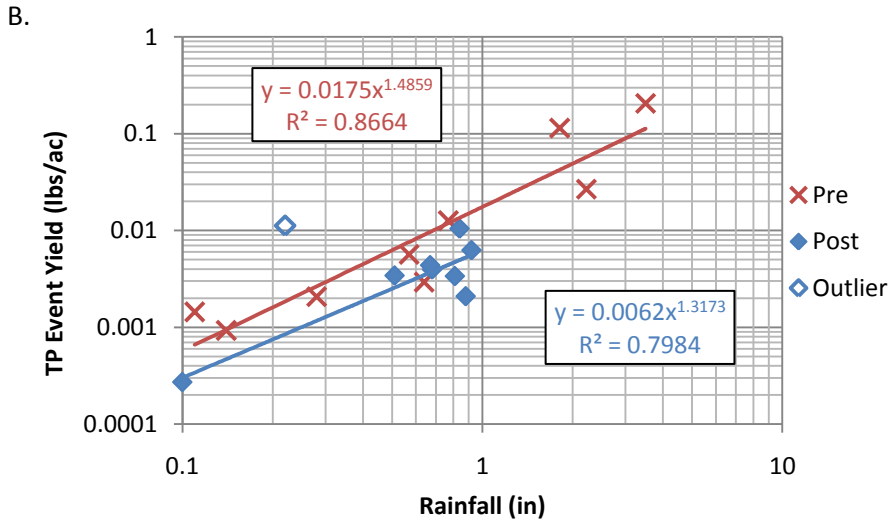 B.
1
0.1
0.01
0.001
0.0001
TP Event Yield (lbs/ac)
y = 0.0175x^1.4859
R² = 0.8664
y = 0.0062x^1.3173
R² = 0.7984
Pre
Post
Outlier
0.1
1
10
Rainfall (in)